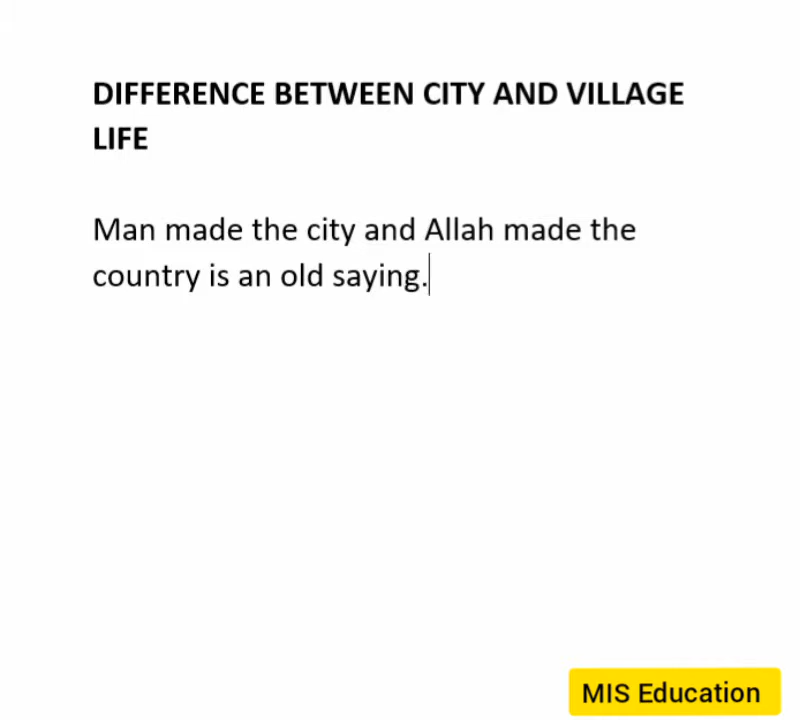 DIFFERENCE BETWEEN CITY AND VILLAGE
LIFE
Man made the city and Allah made the
country is an old saying.
MIS Education